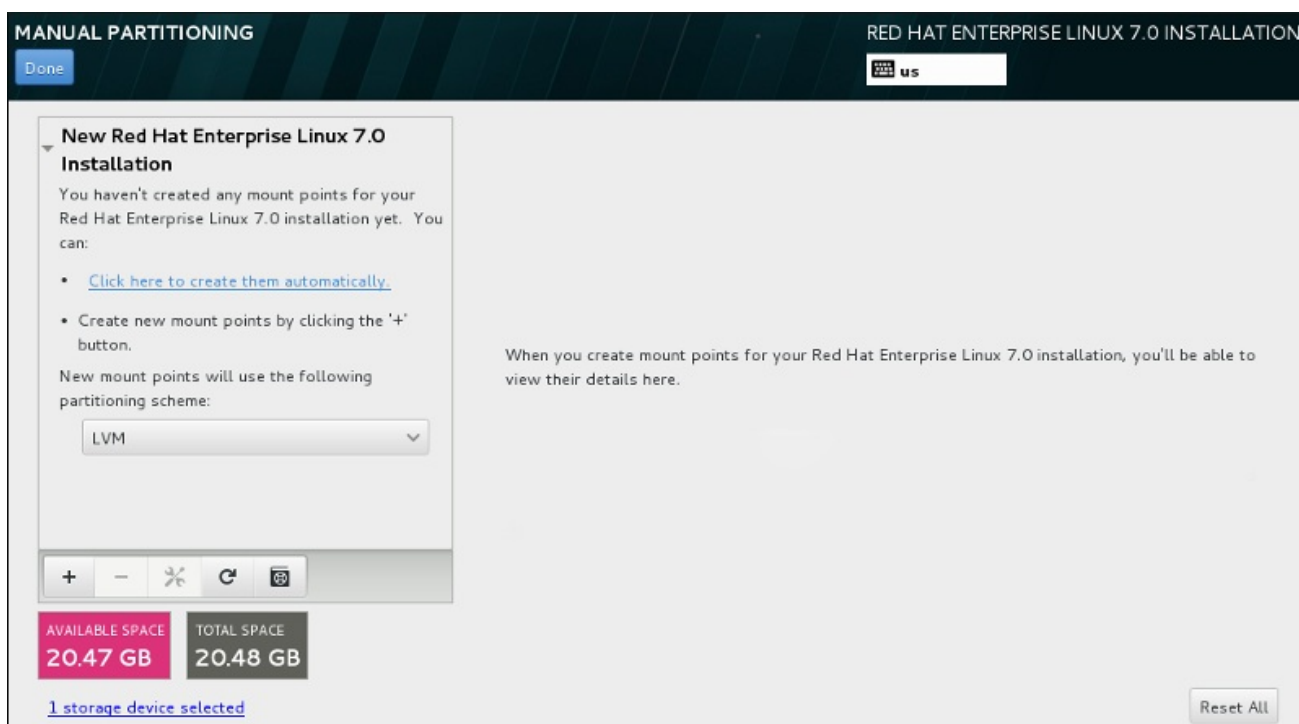 MANUAL PARTITIONING
Done
RED HAT ENTERPRISE LINUX 7.0 INSTALLATION
us
New Red Hat Enterprise Linux 7.0
Installation
You haven't created any mount points for your
Red Hat Enterprise Linux 7.0 installation yet. You
can:
• Click here to create them automatically.
• Create new mount points by clicking the '+'
button.
New mount points will use the following
partitioning scheme:
LVM
+ −
AVAILABLE SPACE
20.47 GB
TOTAL SPACE
20.48 GB
1 storage device selected
When you create mount points for your Red Hat Enterprise Linux 7.0 installation, you'll be able to
view their details here.
Reset All